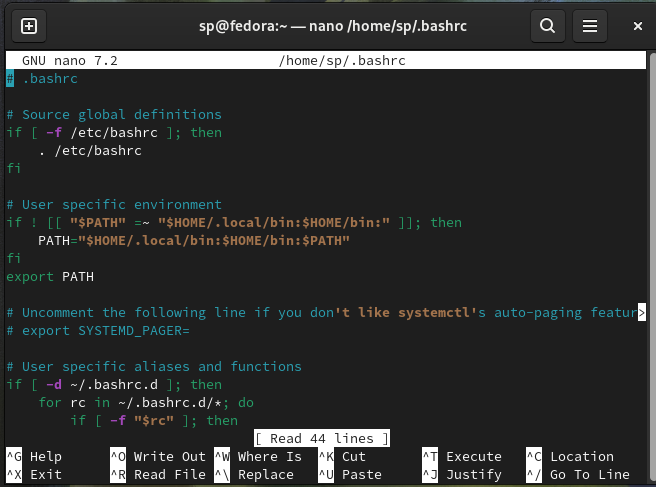 sp@fedora:~ — nano /home/sp/.bashrc
GNU nano 7.2 /home/sp/.bashrc
# .bashrc
# Source global definitions
if [ -f /etc/bashrc ]; then
    . /etc/bashrc
fi
# User specific environment
if ! [[ "$PATH" =~ "$HOME/.local/bin:$HOME/bin:" ]]; then
    PATH="$HOME/.local/bin:$HOME/bin:$PATH"
fi
export PATH
# Uncomment the following line if you don't like systemctl's auto-paging featur>
# export SYSTEMD_PAGER=
# User specific aliases and functions
if [ -d ~/.bashrc.d ]; then
    for rc in ~/.bashrc.d/*; do
        if [ -f "$rc" ]; then
[ Read 44 lines ]
^G Help ^O Write Out ^W Where Is ^K Cut ^T Execute ^C Location
^X Exit ^R Read File ^\ Replace ^U Paste ^J Justify ^/ Go To Line